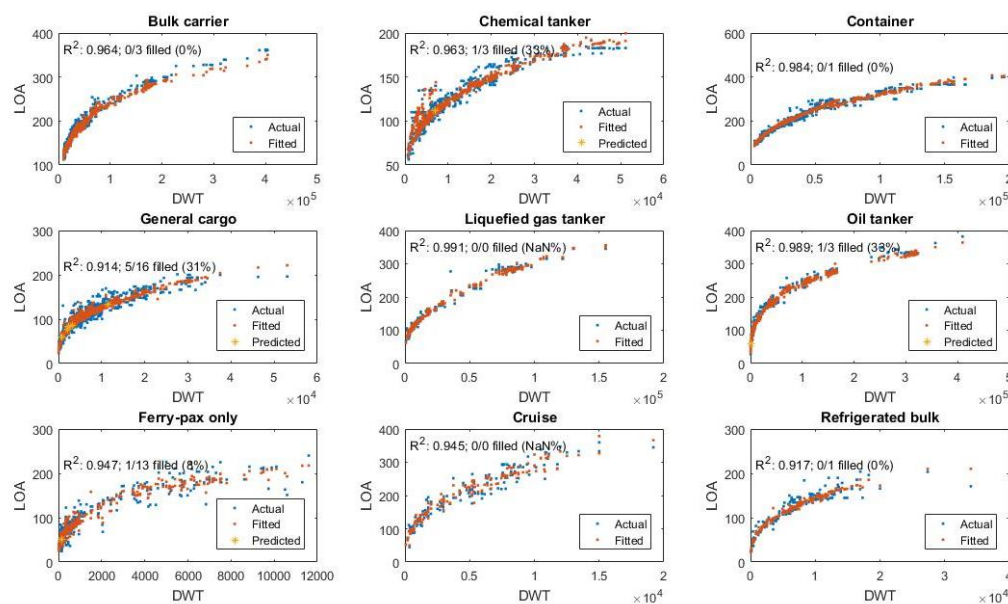 Bulk carrier
400
300
200
100
LOA
R²: 0.964; 0/3 filled (0%)
Actual
Fitted
0 1 2 3 4 5
DWT
× 10⁵
Chemical tanker
200
150
100
50
LOA
R²: 0.963; 1/3 filled (33%)
Actual
Fitted
Predicted
0 1 2 3 4 5 6
DWT
× 10⁴
Container
600
400
200
0
LOA
R²: 0.984; 0/1 filled (0%)
Actual
Fitted
0 0.5 1 1.5
DWT
× 10⁵
General cargo
300
200
100
0
LOA
R²: 0.914; 5/16 filled (31%)
Actual
Fitted
Predicted
0 1 2 3 4 5 6
DWT
× 10⁴
Liquefied gas tanker
400
300
200
100
0
LOA
R²: 0.991; 0/0 filled (NaN%)
Actual
Fitted
0 0.5 1 1.5 2
DWT
× 10⁵
Oil tanker
400
300
200
100
0
LOA
R²: 0.989; 1/3 filled (33%)
Actual
Fitted
Predicted
0 1 2 3 4
DWT
× 10⁵
Ferry-pax only
300
200
100
0
LOA
R²: 0.947; 1/13 filled (8%)
Actual
Fitted
Predicted
0 2000 4000 6000 8000 10000 12000
DWT
Cruise
400
300
200
100
0
LOA
R²: 0.945; 0/0 filled (NaN%)
Actual
Fitted
0 0.5 1 1.5 2
DWT
× 10⁴
Refrigerated bulk
300
200
100
0
LOA
R²: 0.917; 0/1 filled (0%)
Actual
Fitted
0 1 2 3
DWT
× 10⁴